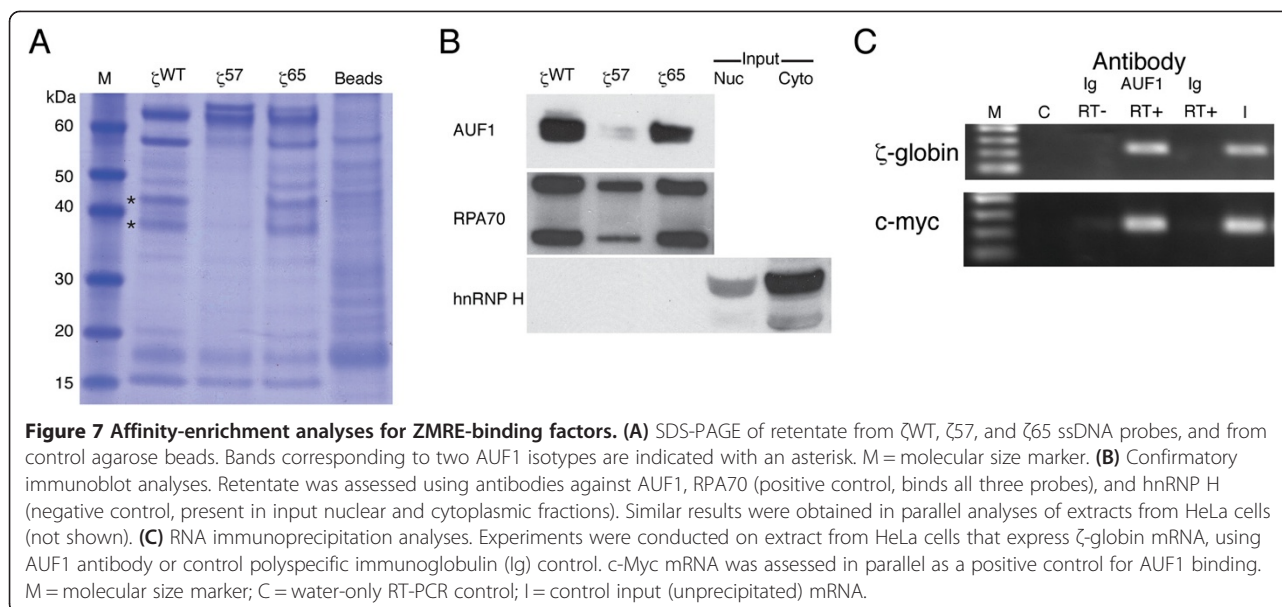 A
M ζWT ζ57 ζ65 Beads
kDa
60
50
40
*
*
30
20
15
B
Input
ζWT ζ57 ζ65 Nuc Cyto
AUF1
RPA70
hnRNP H
C
Antibody
Ig AUF1 Ig
M C RT- RT+ RT+ I
ζ-globin
c-myc
Figure 7 Affinity-enrichment analyses for ZMRE-binding factors. (A) SDS-PAGE of retentate from ζWT, ζ57, and ζ65 ssDNA probes, and from
control agarose beads. Bands corresponding to two AUF1 isotypes are indicated with an asterisk. M = molecular size marker. (B) Confirmatory
immunoblot analyses. Retentate was assessed using antibodies against AUF1, RPA70 (positive control, binds all three probes), and hnRNP H
(negative control, present in input nuclear and cytoplasmic fractions). Similar results were obtained in parallel analyses of extracts from HeLa cells
(not shown). (C) RNA immunoprecipitation analyses. Experiments were conducted on extract from HeLa cells that express ζ-globin mRNA, using
AUF1 antibody or control polyspecific immunoglobulin (Ig) control. c-Myc mRNA was assessed in parallel as a positive control for AUF1 binding.
M = molecular size marker; C = water-only RT-PCR control; I = control input (unprecipitated) mRNA.